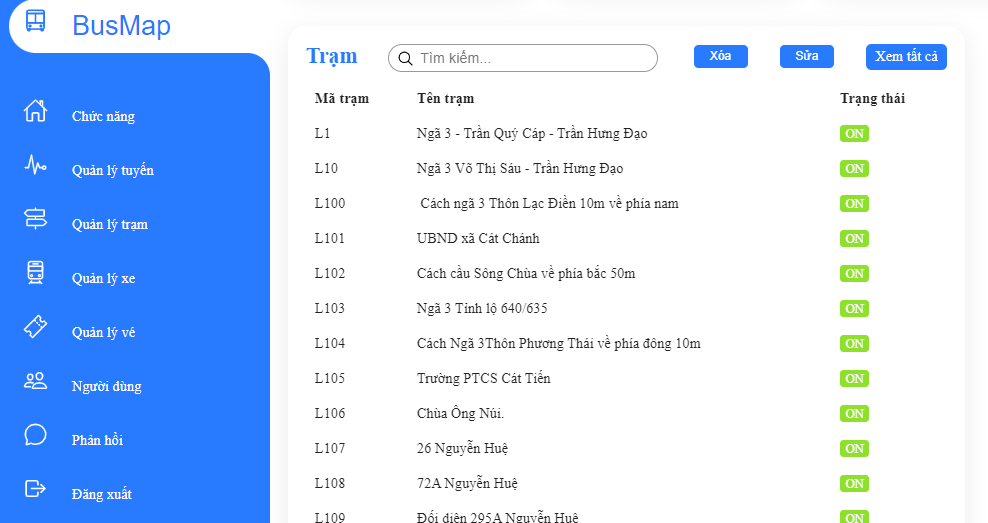 BusMap
Chức năng
Quản lý tuyến
Quản lý trạm
Quản lý xe
Quản lý vé
Người dùng
Phản hồi
Đăng xuất
Trạm Tìm kiếm... Xóa Sửa Xem tất cả
Mã trạm Tên trạm Trạng thái
L1 Ngã 3 - Trần Quý Cáp - Trần Hưng Đạo ON
L10 Ngã 3 Võ Thị Sáu - Trần Hưng Đạo ON
L100 Cách ngã 3 Thôn Lạc Điền 10m về phía nam ON
L101 UBND xã Cát Chánh ON
L102 Cách cầu Sông Chùa về phía bắc 50m ON
L103 Ngã 3 Tỉnh lộ 640/635 ON
L104 Cách Ngã 3Thôn Phương Thái về phía đông 10m ON
L105 Trường PTCS Cát Tiến ON
L106 Chùa Ông Núi. ON
L107 26 Nguyễn Huệ ON
L108 72A Nguyễn Huệ ON
L109 Đối diện 295A Nguyễn Huệ ON